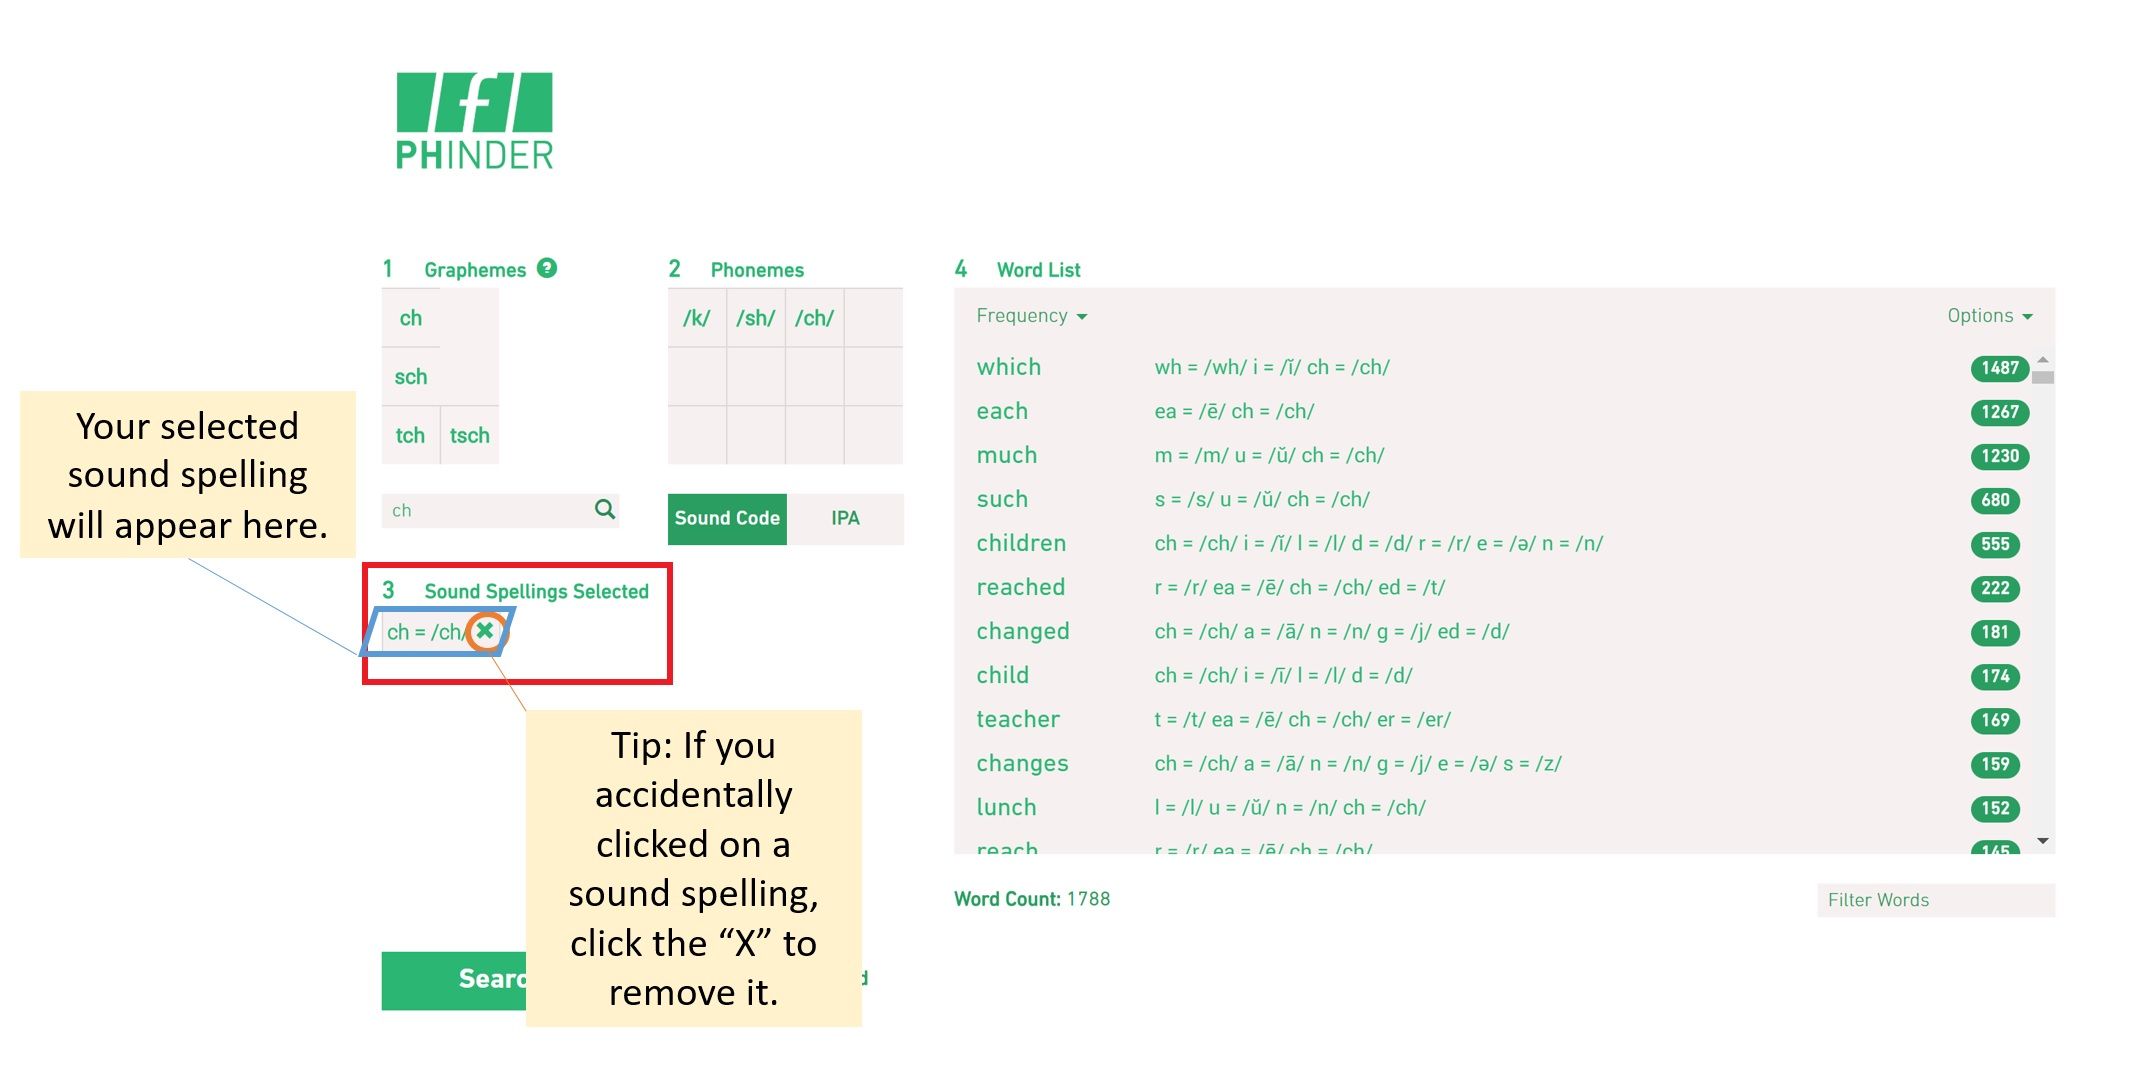 /f/
PHINDER
1 Graphemes ?
ch
sch
tch tsch
ch
2 Phonemes
/k/ /sh/ /ch/
Sound Code IPA
Your selected
sound spelling
will appear here.
3 Sound Spellings Selected
ch = /ch/ ✖
Tip: If you
accidentally
clicked on a
sound spelling,
click the “X” to
remove it.
4 Word List
Frequency Options
which wh = /wh/ i = /ĭ/ ch = /ch/ 1487
each ea = /ē/ ch = /ch/ 1267
much m = /m/ u = /ŭ/ ch = /ch/ 1230
such s = /s/ u = /ŭ/ ch = /ch/ 680
children ch = /ch/ i = /ĭ/ l = /l/ d = /d/ r = /r/ e = /ə/ n = /n/ 555
reached r = /r/ ea = /ē/ ch = /ch/ ed = /t/ 222
changed ch = /ch/ a = /ā/ n = /n/ g = /j/ ed = /d/ 181
child ch = /ch/ i = /ī/ l = /l/ d = /d/ 174
teacher t = /t/ ea = /ē/ ch = /ch/ er = /er/ 169
changes ch = /ch/ a = /ā/ n = /n/ g = /j/ e = /ə/ s = /z/ 159
lunch l = /l/ u = /ŭ/ n = /n/ ch = /ch/ 152
reach r = /r/ ea = /ē/ ch = /ch/ 145
Word Count: 1788
Filter Words